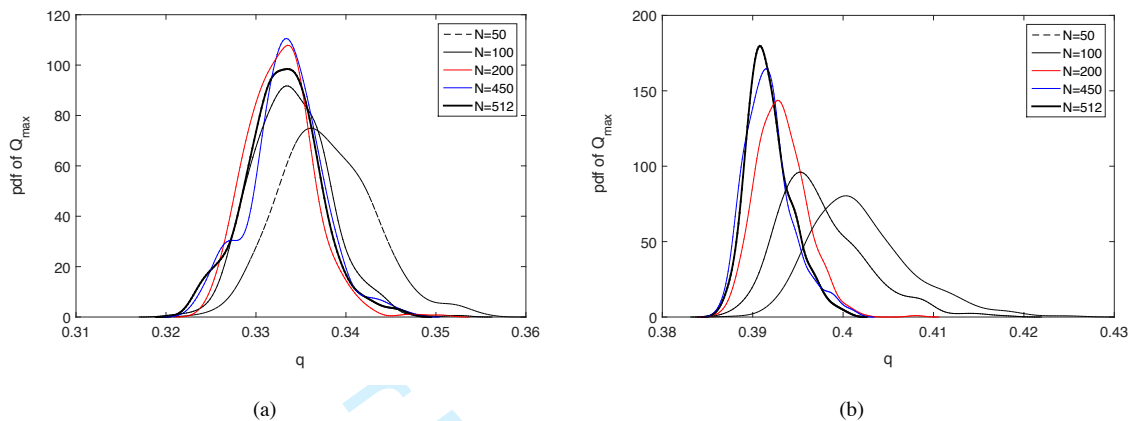 120
100
80
60
40
20
0
pdf of Q_max
0.31
0.32
0.33
0.34
0.35
0.36
q
N=50
N=100
N=200
N=450
N=512
(a)
200
150
100
50
0
pdf of Q_max
0.38
0.39
0.4
0.41
0.42
0.43
q
N=50
N=100
N=200
N=450
N=512
(b)